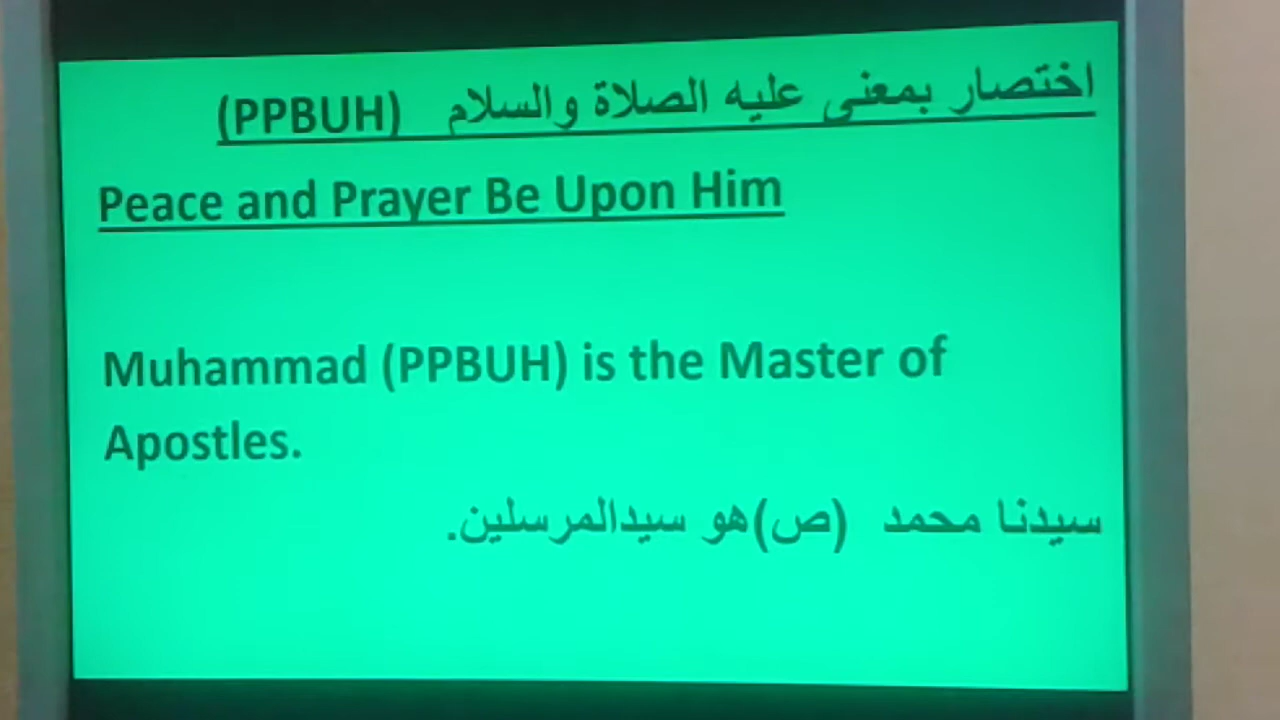 اختصار بمعنى عليه الصلاة والسلام (PPBUH)
Peace and Prayer Be Upon Him
Muhammad (PPBUH) is the Master of
Apostles.
سيدنا محمد (ص)هو سيدالمرسلين.